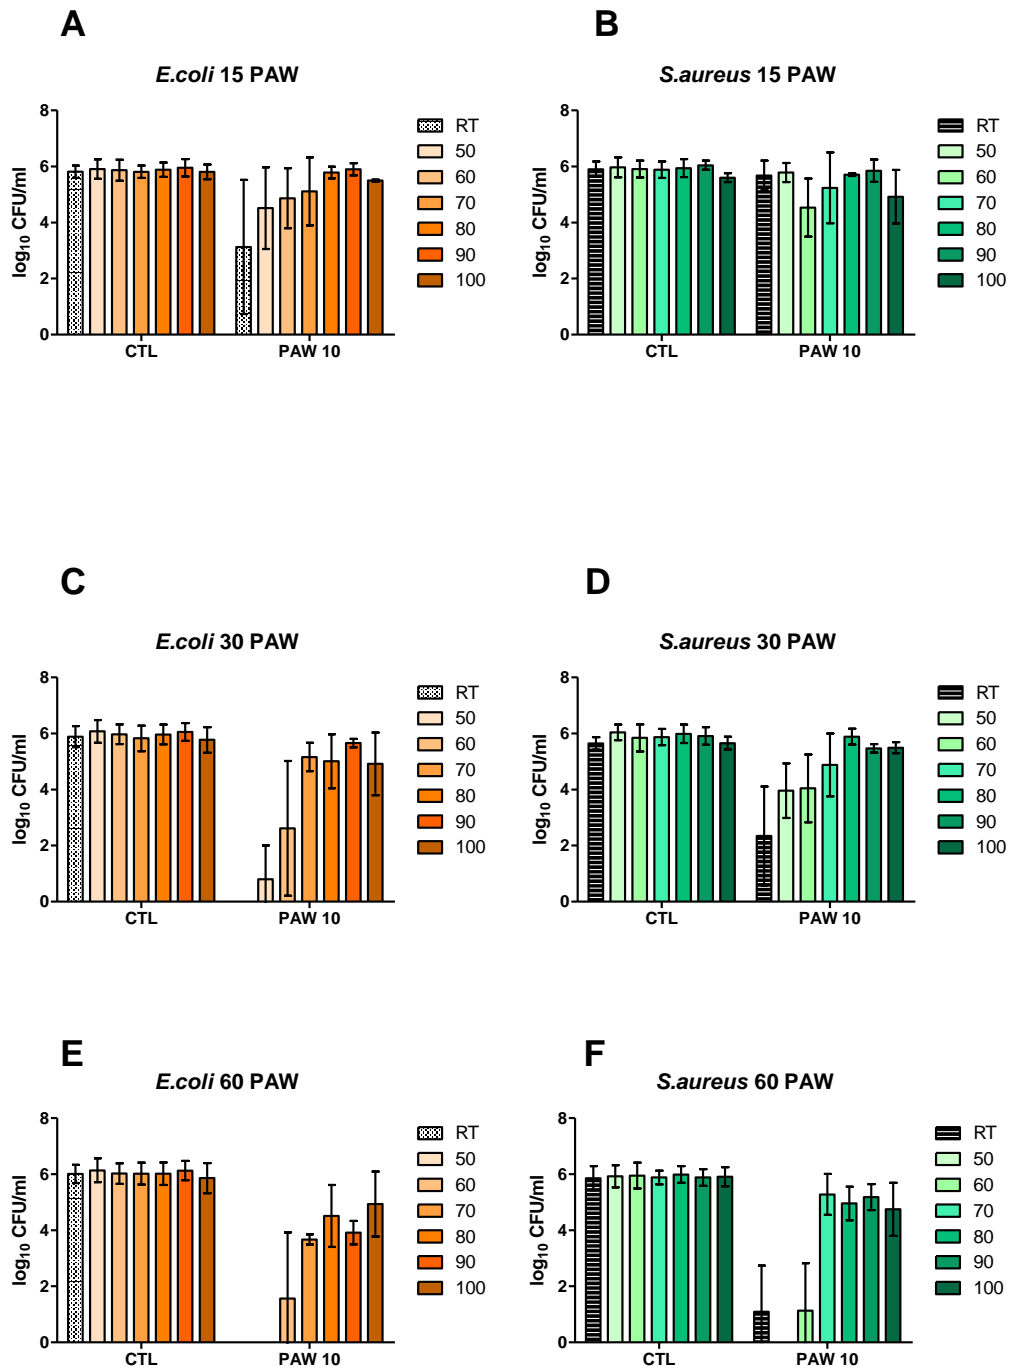 A
E.coli 15 PAW
log10 CFU/ml
8
6
4
2
0
CTL
PAW 10
RT
50
60
70
80
90
100
B
S.aureus 15 PAW
log10 CFU/ml
8
6
4
2
0
CTL
PAW 10
RT
50
60
70
80
90
100
C
E.coli 30 PAW
log10 CFU/ml
8
6
4
2
0
CTL
PAW 10
RT
50
60
70
80
90
100
D
S.aureus 30 PAW
log10 CFU/ml
8
6
4
2
0
CTL
PAW 10
RT
50
60
70
80
90
100
E
E.coli 60 PAW
log10 CFU/ml
8
6
4
2
0
CTL
PAW 10
RT
50
60
70
80
90
100
F
S.aureus 60 PAW
log10 CFU/ml
8
6
4
2
0
CTL
PAW 10
RT
50
60
70
80
90
100